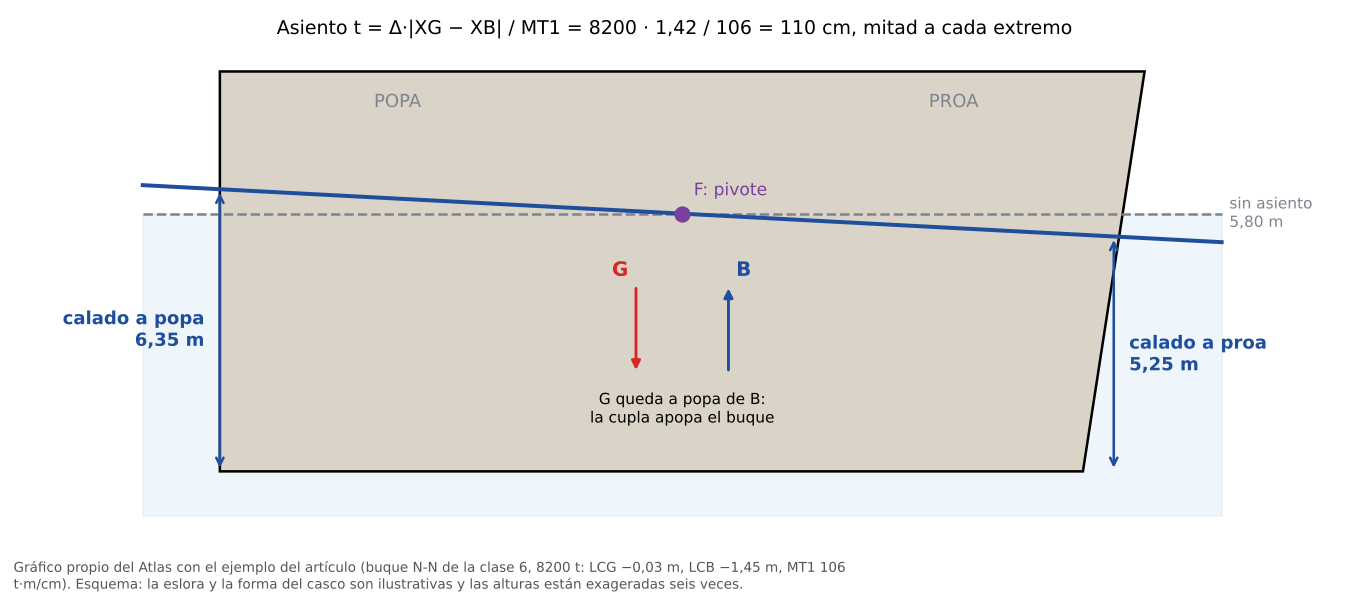 Asiento t = Δ·|XG − XB| / MT1 = 8200 · 1,42 / 106 = 110 cm, mitad a cada extremo
POPA
PROA
F: pivote
sin asiento
5,80 m
G
B
calado a popa
6,35 m
calado a proa
5,25 m
G queda a popa de B:
la cupla apopa el buque
Gráfico propio del Atlas con el ejemplo del artículo (buque N-N de la clase 6, 8200 t: LCG −0,03 m, LCB −1,45 m, MT1 106
t·m/cm). Esquema: la eslora y la forma del casco son ilustrativas y las alturas están exageradas seis veces.